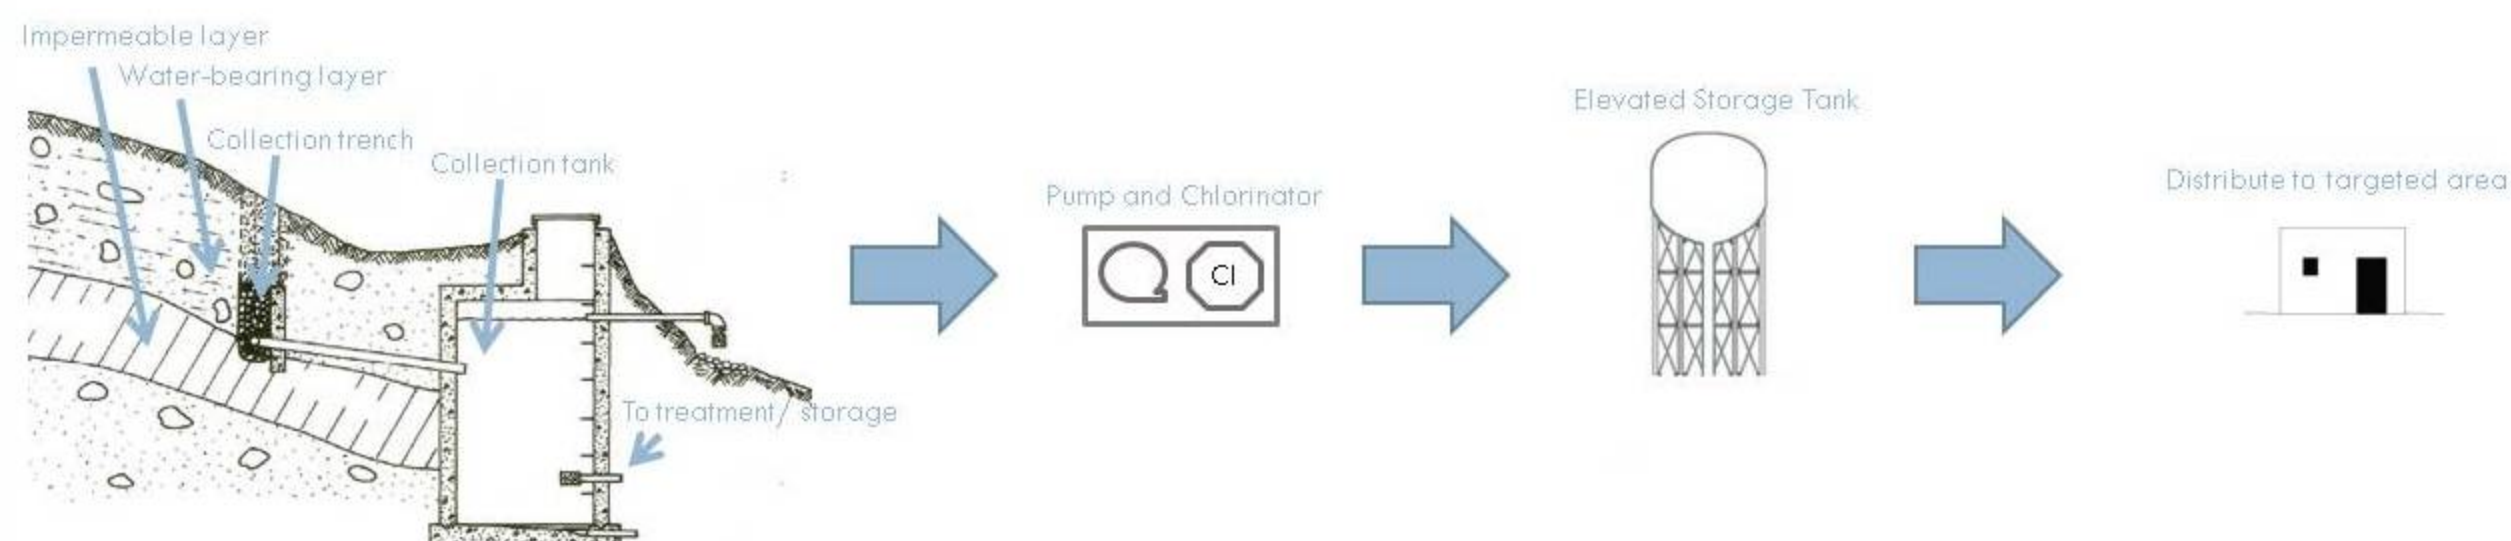 Impermeable layer
Water-bearing layer
Collection trench
Collection tank
To treatment/ storage
Pump and Chlorinator
Cl
Elevated Storage Tank
Distribute to targeted area